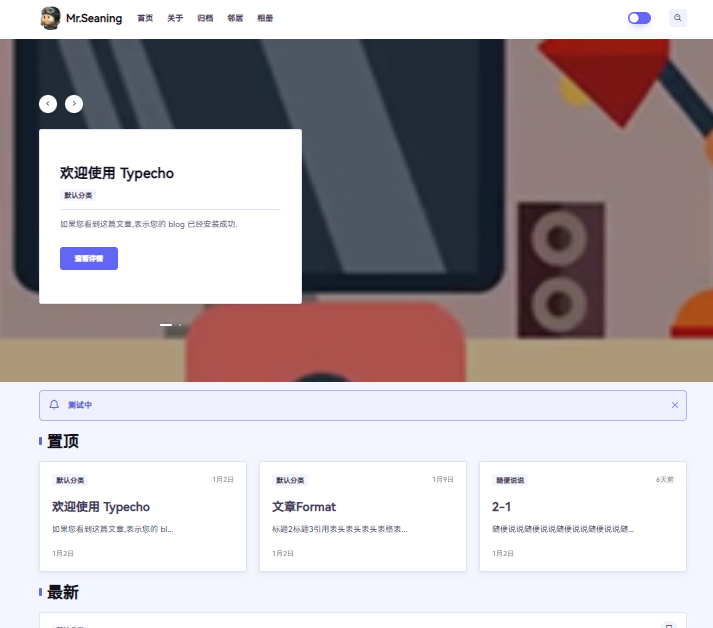 Mr.Seaning 首页 关于 归档 邻居 相册
欢迎使用 Typecho
默认分类
如果您看到这篇文章,表示您的 blog 已经安装成功.
查看详情
测试中
置顶
默认分类 1月2日
欢迎使用 Typecho
如果您看到这篇文章,表示您的 bl...
1月2日
默认分类 1月9日
文章Format
标题2标题3引用表头表头表头表格表...
1月2日
随便说说 6天前
2-1
随便说说随便说说随便说说随便说说随...
1月2日
最新